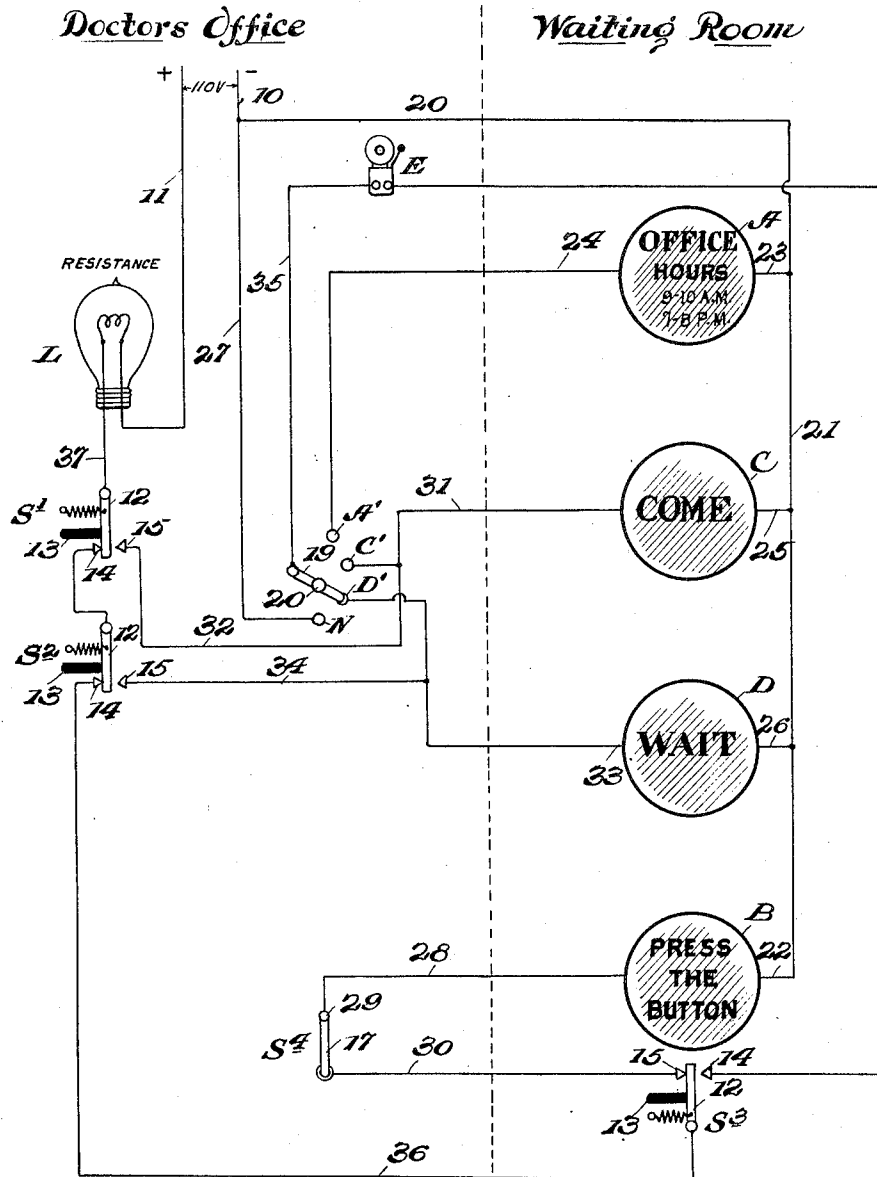 Doctors Office
Waiting Room
+ 110V - 10
20
E
11
A
OFFICE
HOURS
9-10 A.M.
7-8 P.M.
24
23
35
RESISTANCE
L
27
21
37
C
COME
31
25
12
S1
13
14
15
A'
C'
19
20
D'
N
32
12
S2
13
14
15
34
D
WAIT
26
33
B
PRESS
THE
BUTTON
28
22
29
S4
17
30
15
14
12
13
S3
36